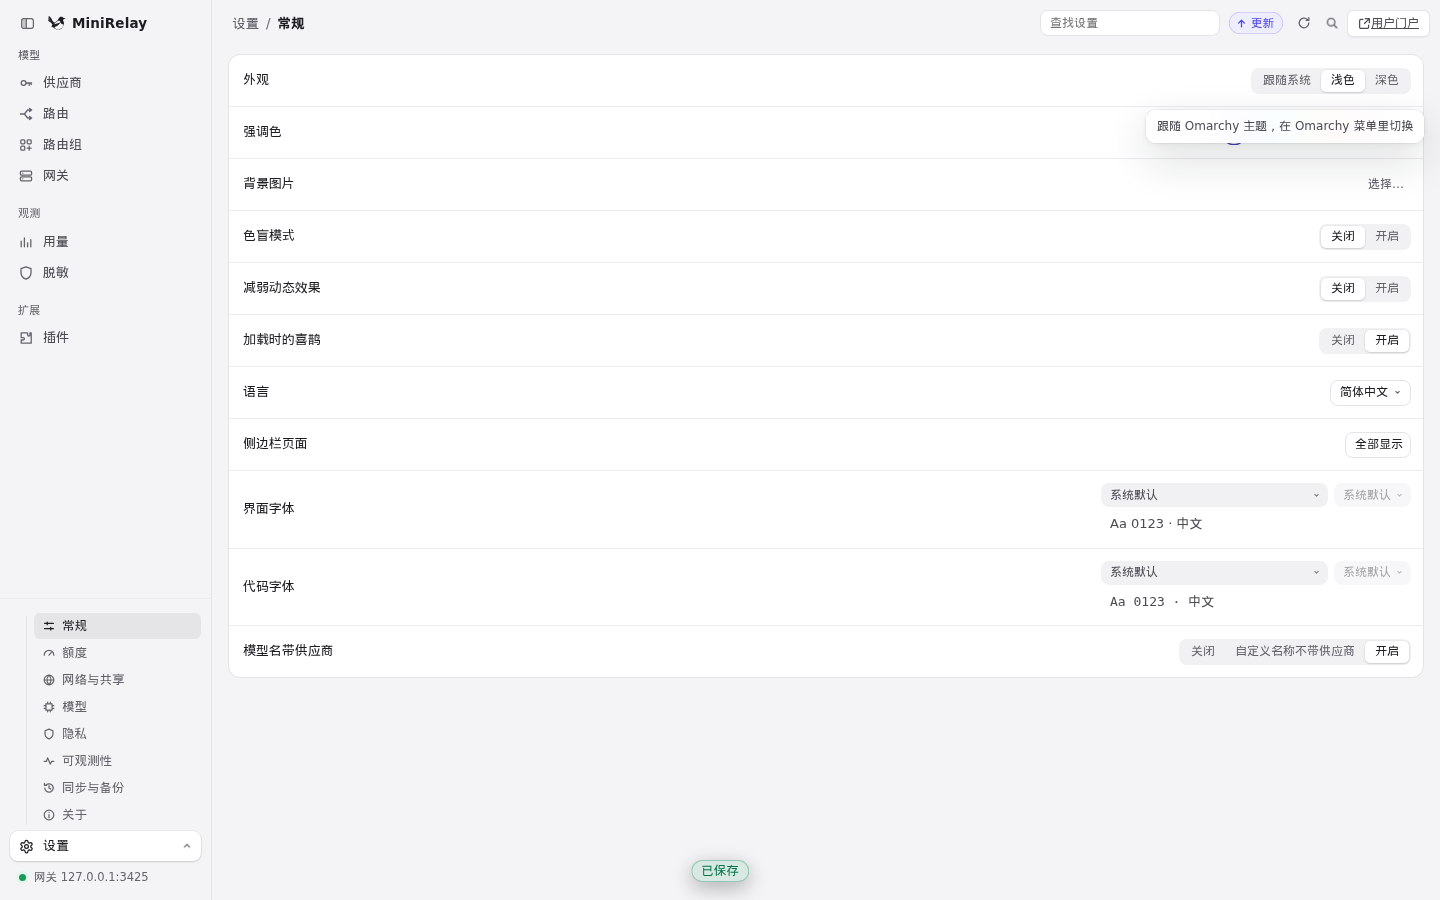 MiniRelay
设置 / 常规
查找设置
更新
用户门户
模型
供应商
路由
路由组
网关
观测
用量
脱敏
扩展
插件
外观
跟随系统 浅色 深色
强调色
跟随 Omarchy 主题，在 Omarchy 菜单里切换
背景图片
选择...
色盲模式
关闭 开启
减弱动态效果
关闭 开启
加载时的喜鹊
关闭 开启
语言
简体中文
侧边栏页面
全部显示
界面字体
系统默认 系统默认
Aa 0123 · 中文
代码字体
系统默认 系统默认
Aa 0123 · 中文
模型名带供应商
关闭 自定义名称不带供应商 开启
常规
额度
网络与共享
模型
隐私
可观测性
同步与备份
关于
设置
网关 127.0.0.1:3425
已保存